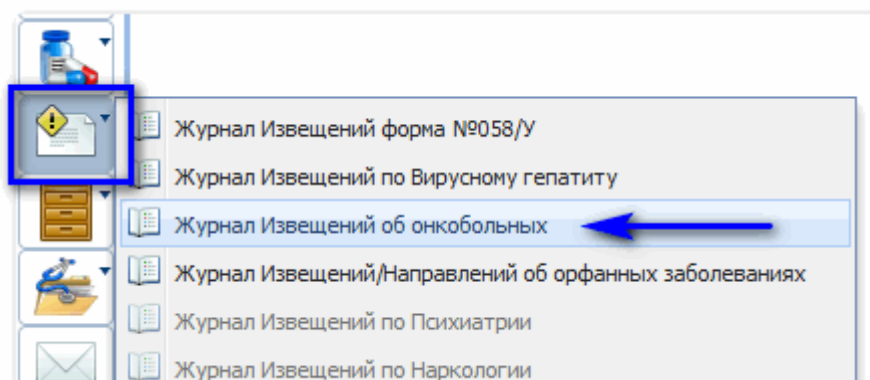 Журнал Извещений форма №058/У
Журнал Извещений по Вирусному гепатиту
Журнал Извещений об онкобольных
Журнал Извещений/Направлений об орфанных заболеваниях
Журнал Извещений по Психиатрии
Журнал Извещений по Наркологии